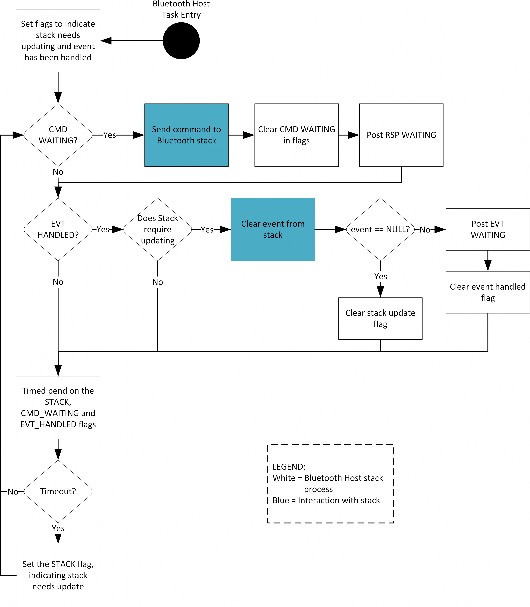 Bluetooth Host
Task Entry
Set flags to indicate
stack needs
updating and event
has been handled
CMD
WAITING?
Yes
Send command to
Bluetooth stack
Clear CMD WAITING
in flags
Post RSP WAITING
No
EVT
HANDLED?
Yes
Does Stack
require
updating
Yes
Clear event from
stack
event == NULL?
No
Post EVT
WAITING
Yes
Clear event handled
flag
No
No
Clear stack update
flag
Timed pend on the
STACK,
CMD_WAITING and
EVT_HANDLED flags
LEGEND:
White = Bluetooth Host stack
process
Blue = Interaction with stack
No
Timeout?
Yes
Set the STACK flag,
indicating stack
needs update